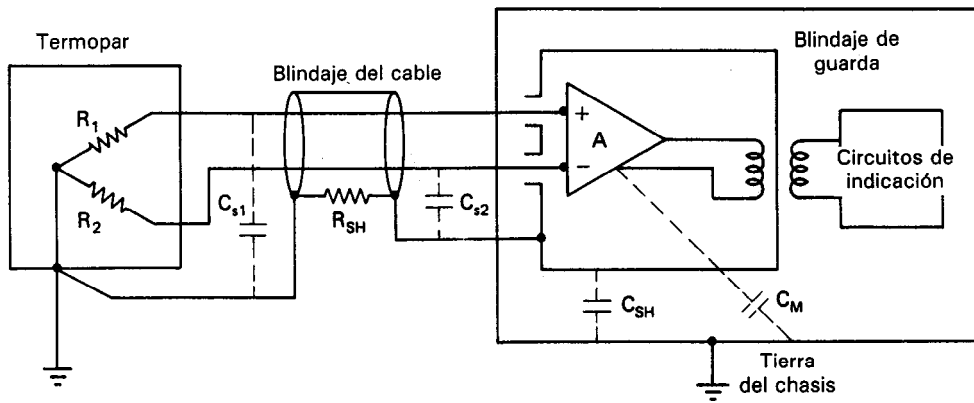 Termopar
R1
R2
Cs1
Blindaje del cable
RSH
Cs2
+
A
−
Blindaje de
guarda
Circuitos de
indicación
CSH
CM
Tierra
del chasis